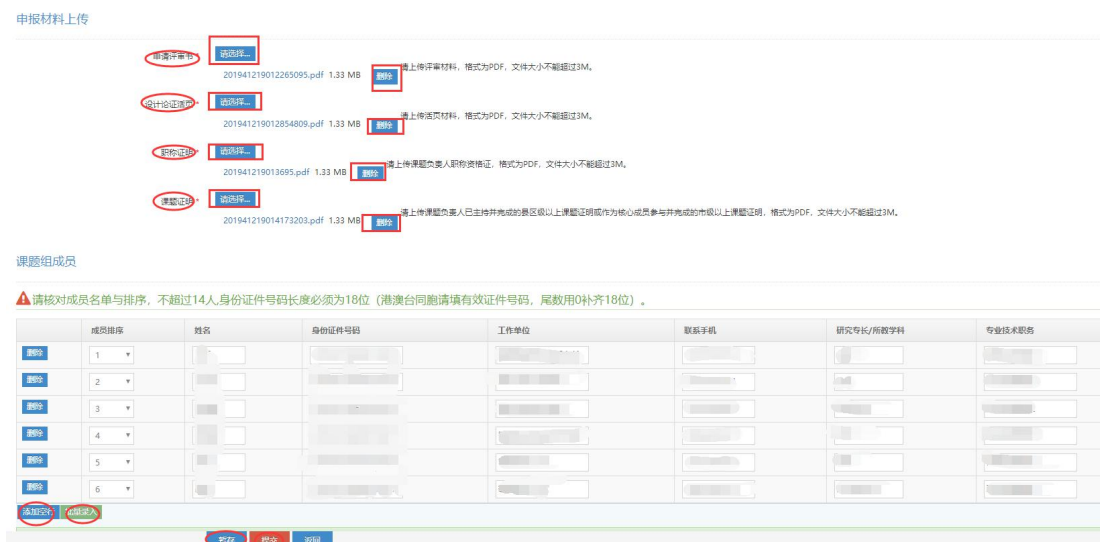 申报材料上传
申请评审书* 请选择...
201941219012265095.pdf 1.33 MB 删除 请上传评审材料，格式为PDF，文件大小不能超过3M。
设计论证活页* 请选择...
201941219012854809.pdf 1.33 MB 删除 请上传活页材料，格式为PDF，文件大小不能超过3M。
职称证明* 请选择...
201941219013695.pdf 1.33 MB 删除 请上传课题负责人职称资格证，格式为PDF，文件大小不能超过3M。
课题证明* 请选择...
201941219014173203.pdf 1.33 MB 删除 请上传课题负责人已主持并完成的县区级以上课题证明或作为核心成员参与并完成的市级以上课题证明，格式为PDF，文件大小不能超过3M。
课题组成员
请核对成员名单与排序，不超过14人,身份证件号码长度必须为18位（港澳台同胞请填有效证件号码，尾数用0补齐18位）.
成员排序 姓名 身份证件号码 工作单位 联系手机 研究专长/所教学科 专业技术职务
删除 1
删除 2
删除 3
删除 4
删除 5
删除 6
添加空行 批量录入
暂存 提交 返回